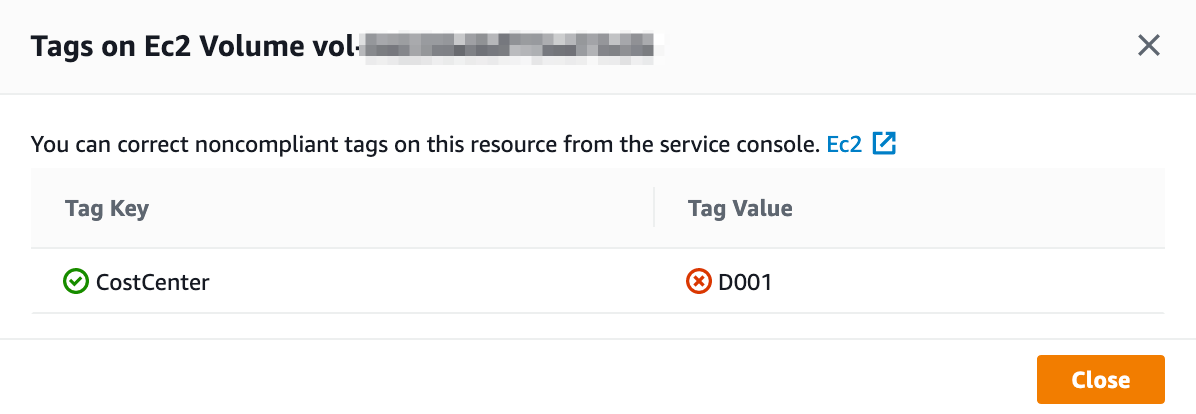 Tags on Ec2 Volume vol-
You can correct noncompliant tags on this resource from the service console. Ec2
Tag Key Tag Value
CostCenter D001
Close